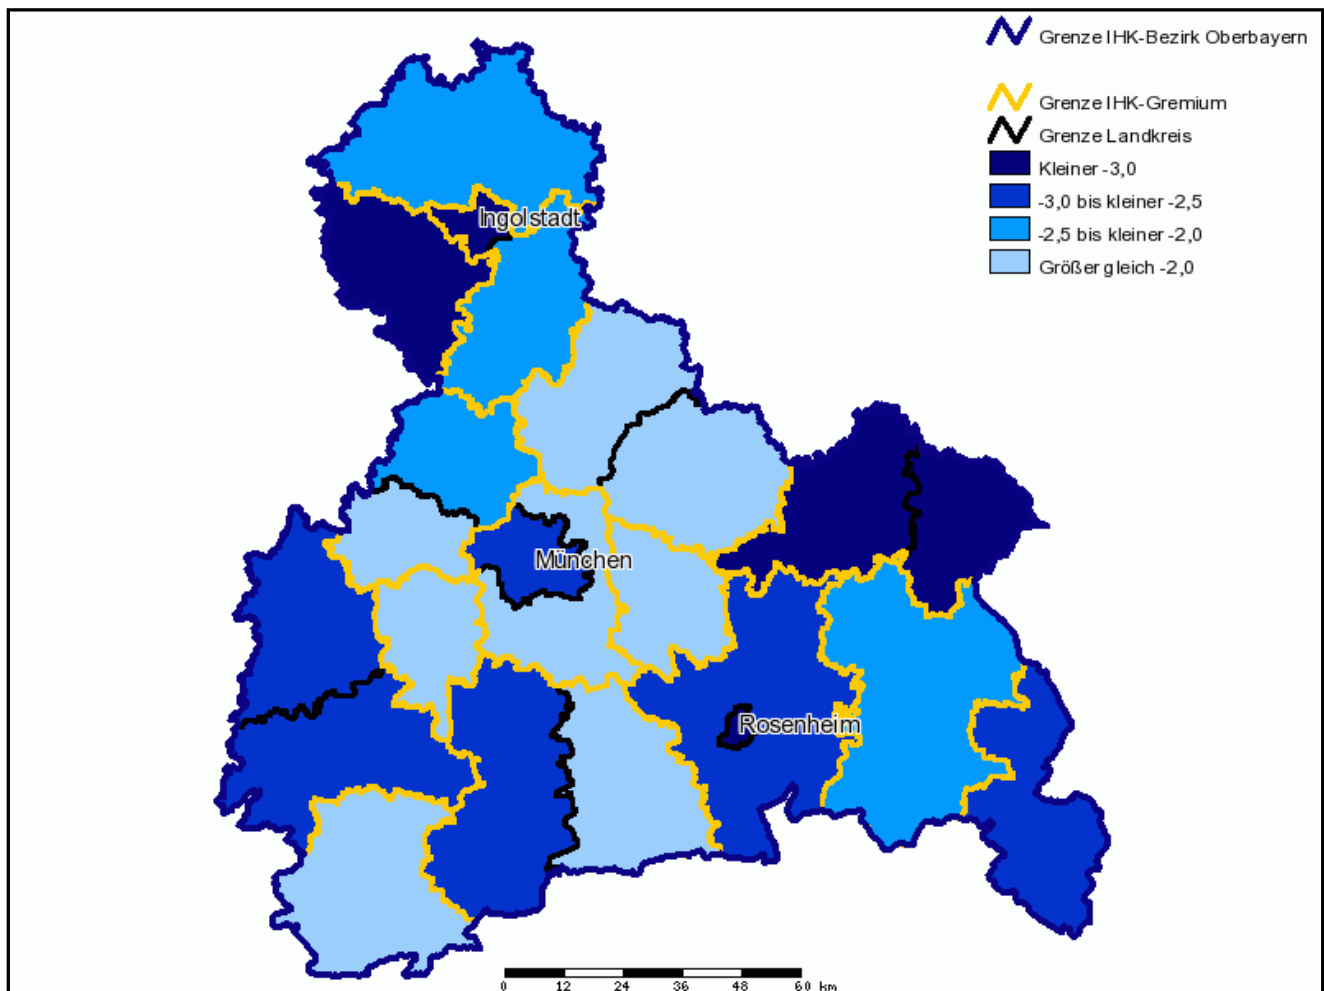 Grenze IHK-Bezirk Oberbayern
Grenze IHK-Gremium
Grenze Landkreis
Kleiner -3,0
-3,0 bis kleiner -2,5
-2,5 bis kleiner -2,0
Größer gleich -2,0
Ingolstadt
München
Rosenheim
0 12 24 36 48 60 km